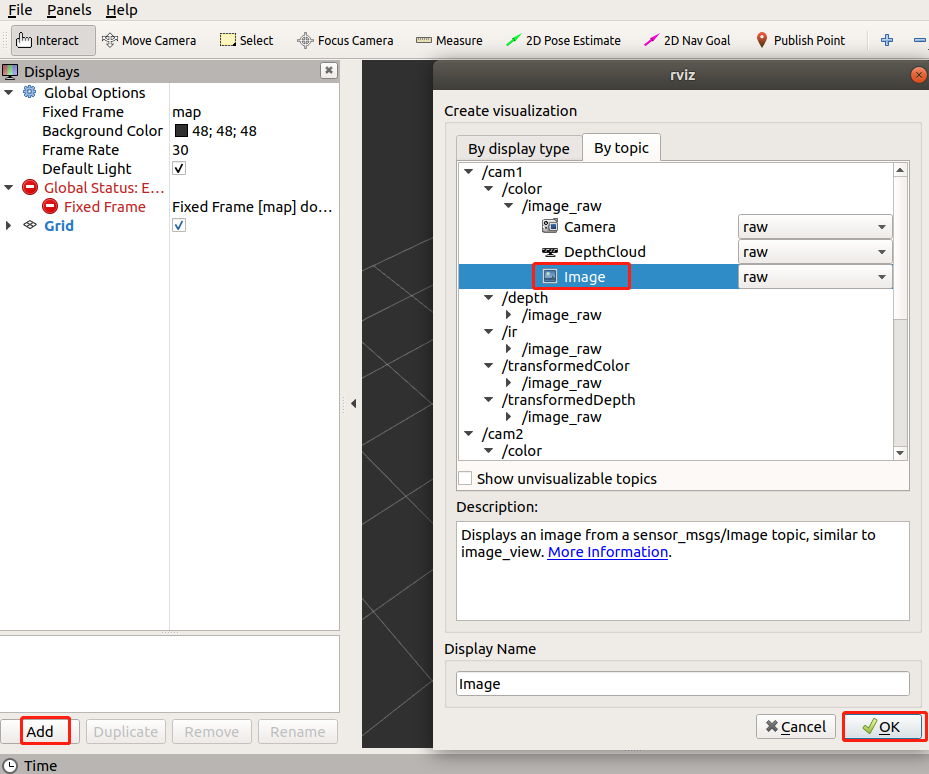 File Panels Help
Interact Move Camera Select Focus Camera Measure 2D Pose Estimate 2D Nav Goal Publish Point
Displays
Global Options
Fixed Frame map
Background Color 48; 48; 48
Frame Rate 30
Default Light
Global Status: E...
Fixed Frame Fixed Frame [map] do...
Grid
Add Duplicate Remove Rename
Time
rviz
Create visualization
By display type By topic
/cam1
/color
/image_raw
Camera raw
DepthCloud raw
Image raw
/depth
/image_raw
/ir
/image_raw
/transformedColor
/image_raw
/transformedDepth
/image_raw
/cam2
/color
Show unvisualizable topics
Description:
Displays an image from a sensor_msgs/Image topic, similar to
image_view. More Information.
Display Name
Image
Cancel OK